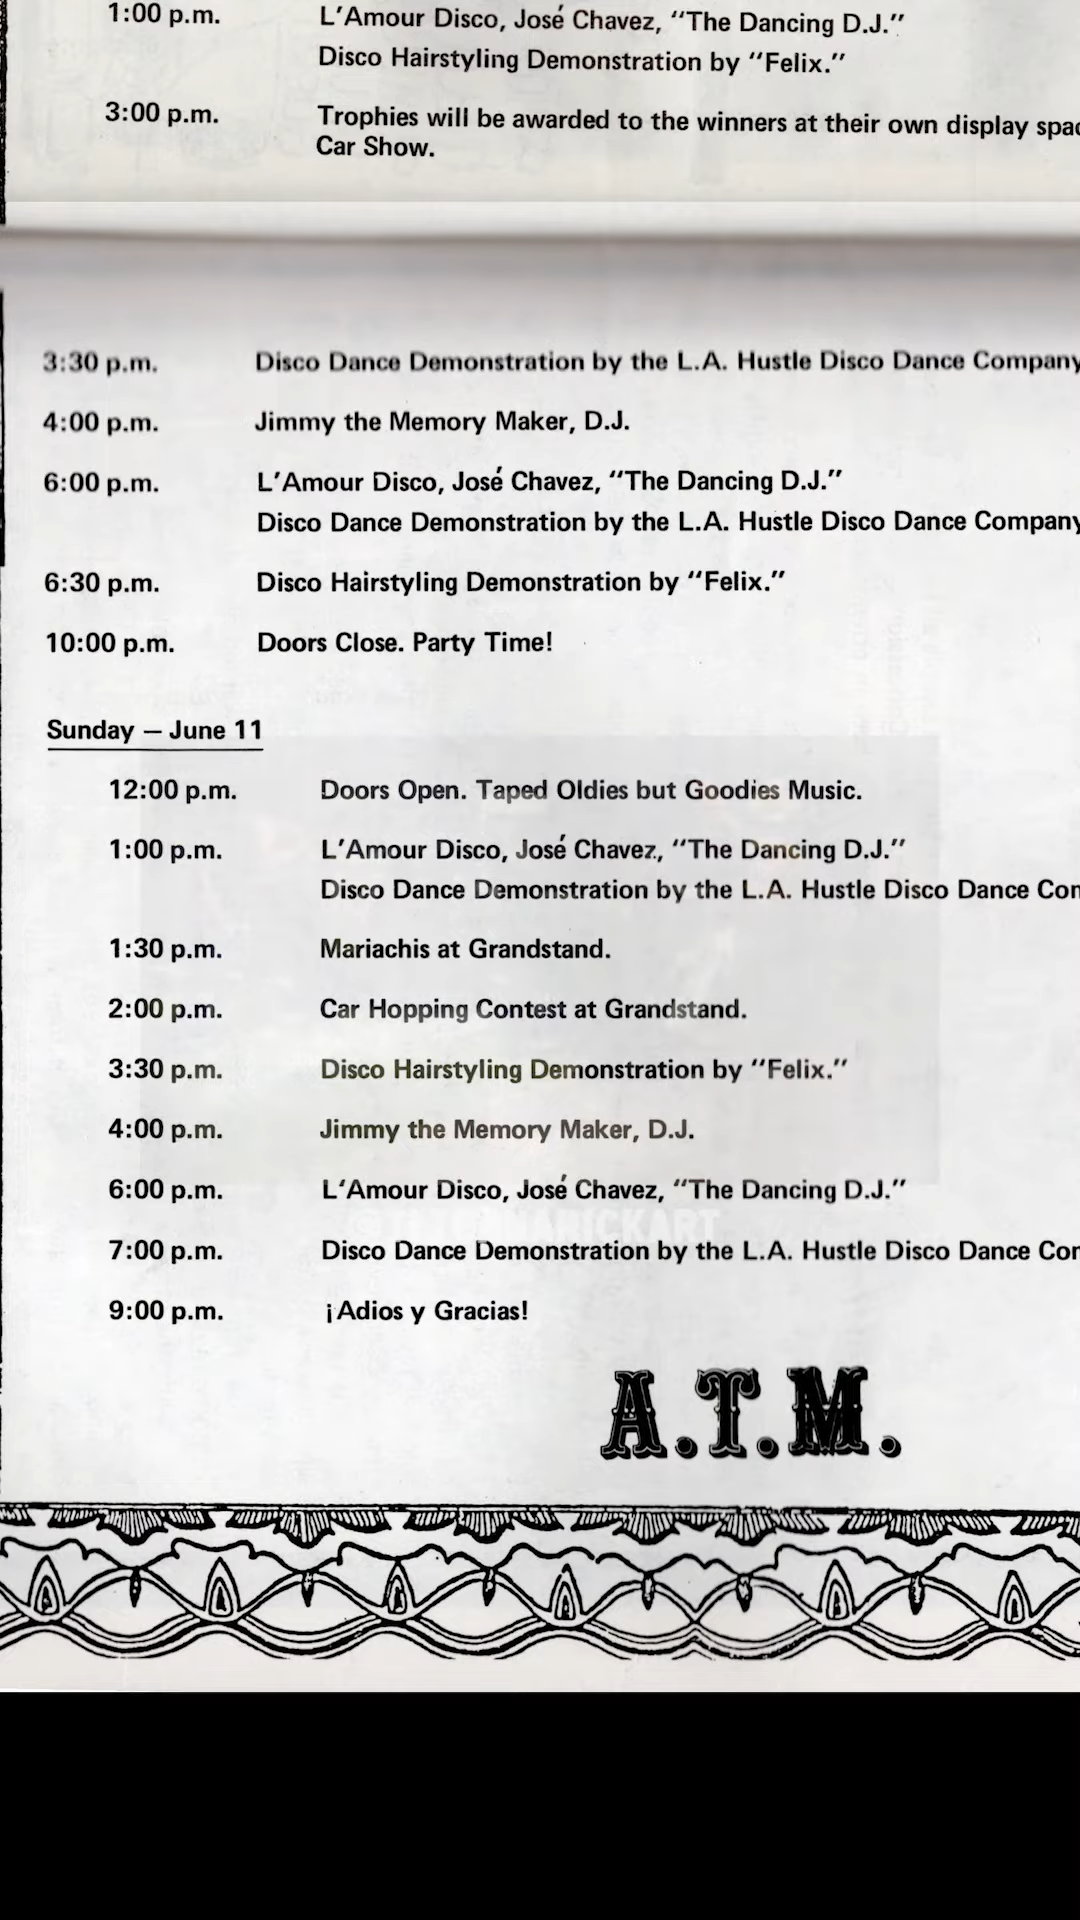 1:00 p.m. L'Amour Disco, José Chavez, "The Dancing D.J."
Disco Hairstyling Demonstration by "Felix."
3:00 p.m. Trophies will be awarded to the winners at their own display
Car Show.
3:30 p.m. Disco Dance Demonstration by the L.A. Hustle Disco Dance Company
4:00 p.m. Jimmy the Memory Maker, D.J.
6:00 p.m. L'Amour Disco, José Chavez, "The Dancing D.J."
Disco Dance Demonstration by the L.A. Hustle Disco Dance Company
6:30 p.m. Disco Hairstyling Demonstration by "Felix."
10:00 p.m. Doors Close. Party Time!
Sunday — June 11
12:00 p.m. Doors Open. Taped Oldies but Goodies Music.
1:00 p.m. L'Amour Disco, José Chavez, "The Dancing D.J."
Disco Dance Demonstration by the L.A. Hustle Disco Dance
1:30 p.m. Mariachis at Grandstand.
2:00 p.m. Car Hopping Contest at Grandstand.
3:30 p.m. Disco Hairstyling Demonstration by "Felix."
4:00 p.m. Jimmy the Memory Maker, D.J.
6:00 p.m. L'Amour Disco, José Chavez, "The Dancing D.J."
7:00 p.m. Disco Dance Demonstration by the L.A. Hustle Disco Dance
9:00 p.m. ¡Adios y Gracias!
A.T.M.